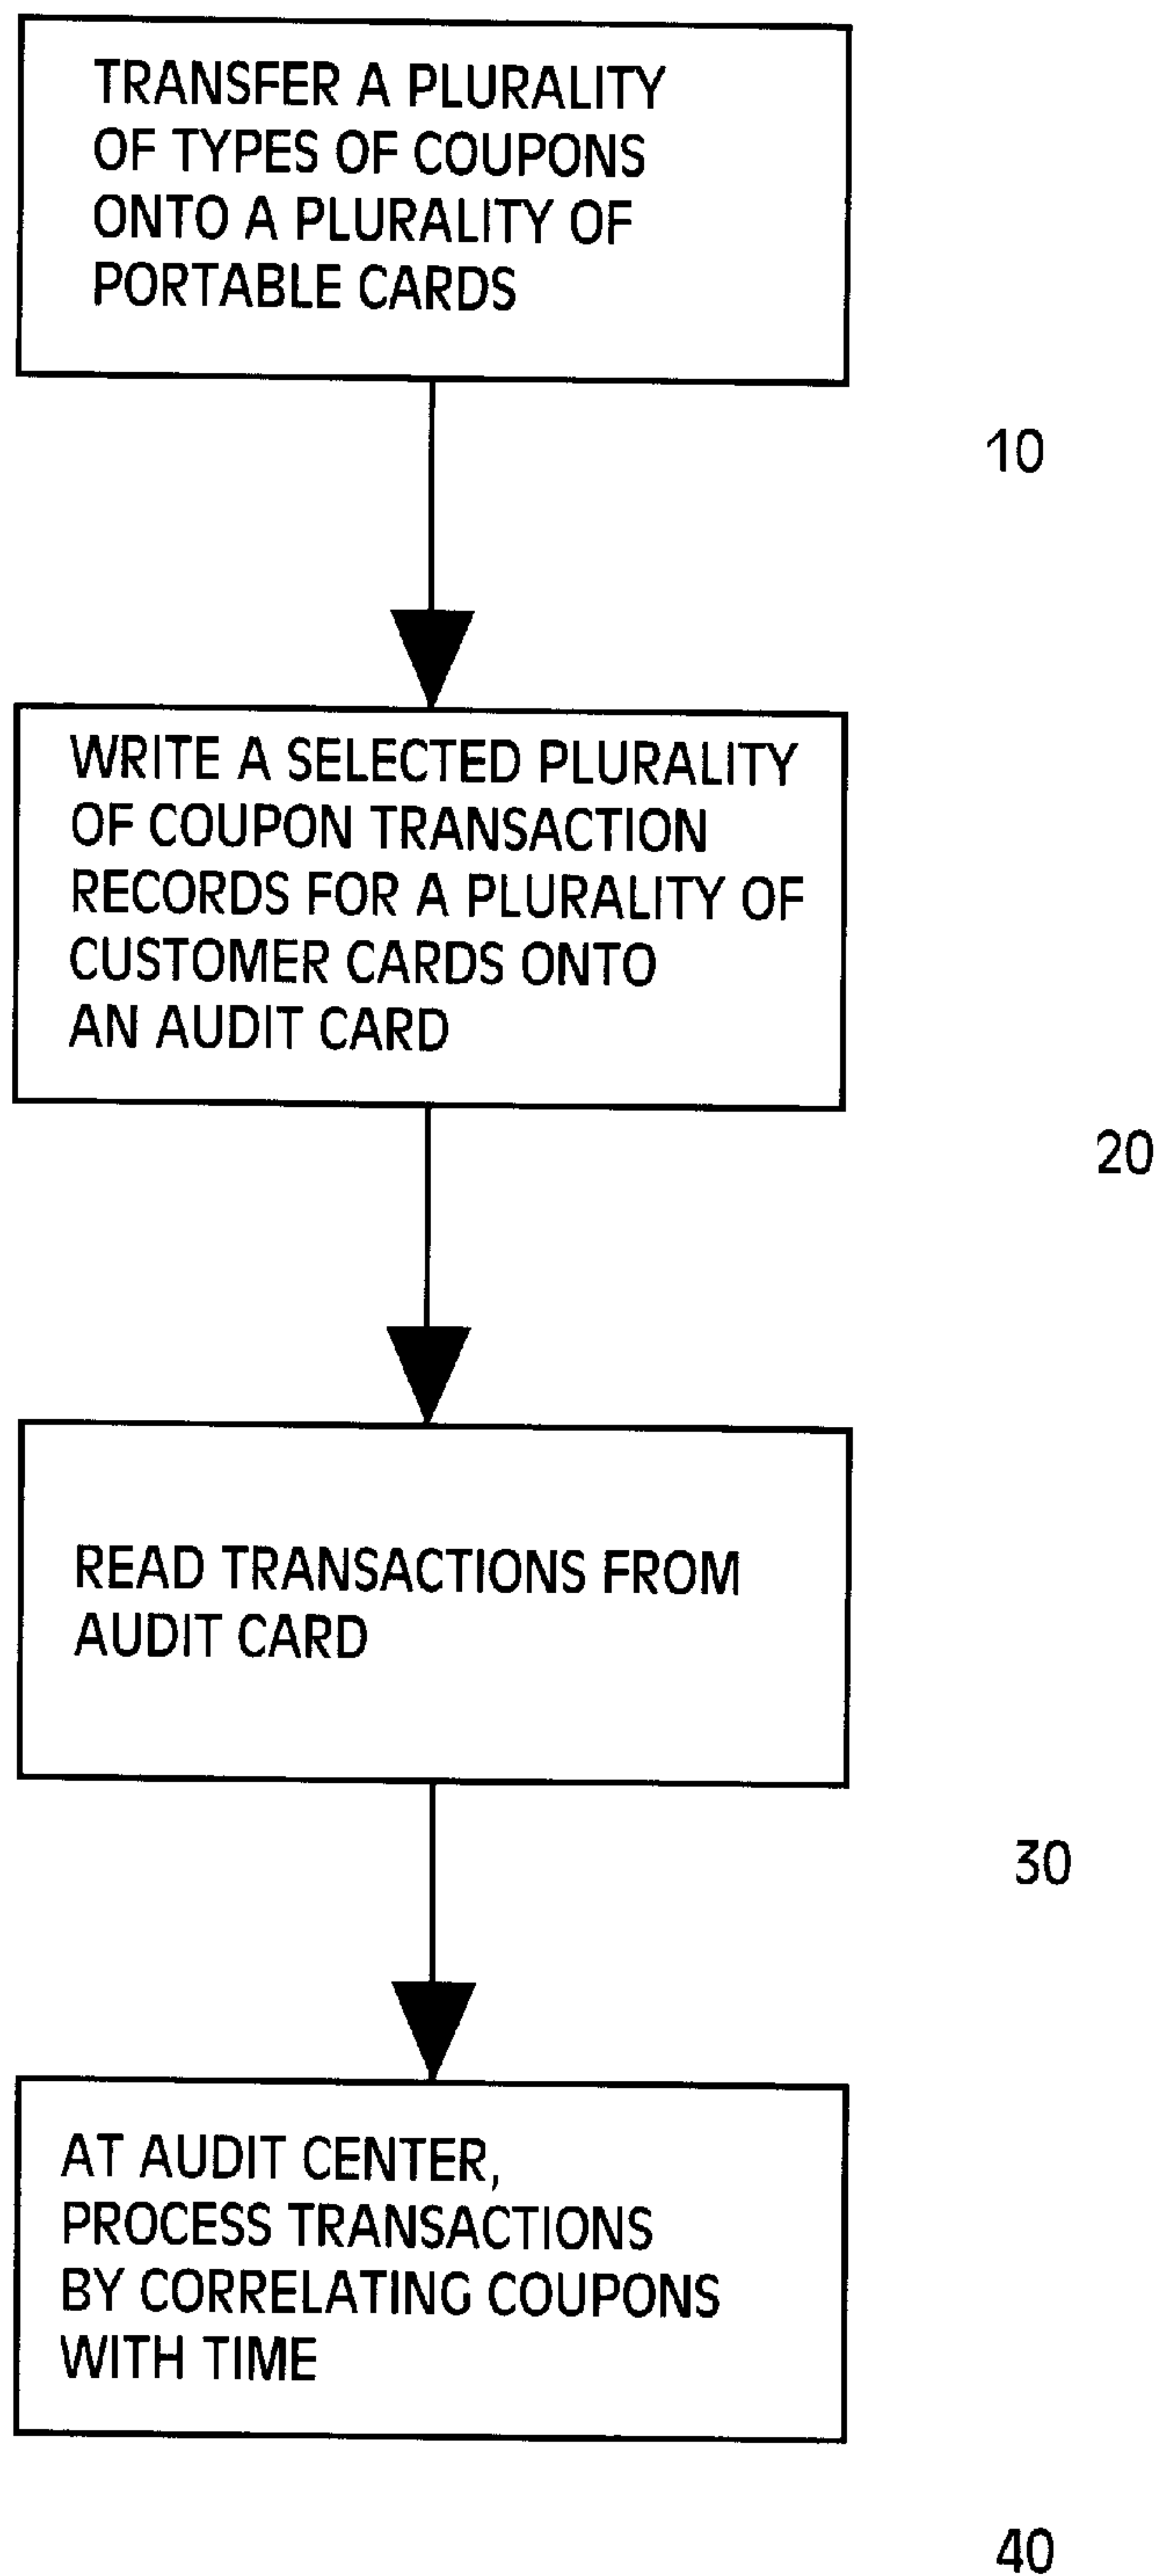 TRANSFER A PLURALITY
OF TYPES OF COUPONS
ONTO A PLURALITY OF
PORTABLE CARDS
10
WRITE A SELECTED PLURALITY
OF COUPON TRANSACTION
RECORDS FOR A PLURALITY OF
CUSTOMER CARDS ONTO
AN AUDIT CARD
20
READ TRANSACTIONS FROM
AUDIT CARD
30
AT AUDIT CENTER,
PROCESS TRANSACTIONS
BY CORRELATING COUPONS
WITH TIME
40